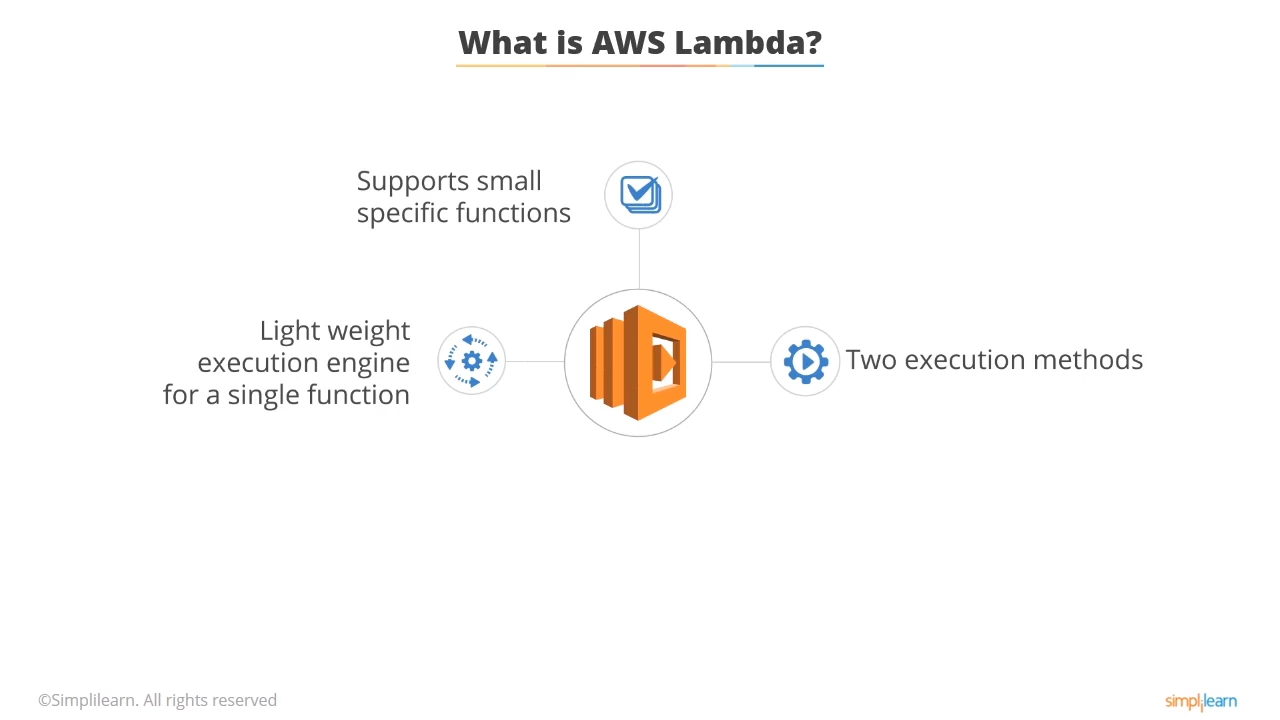 What is AWS Lambda?
Supports small
specific functions
Light weight
execution engine
for a single function
Two execution methods
©Simplilearn. All rights reserved
simplilearn